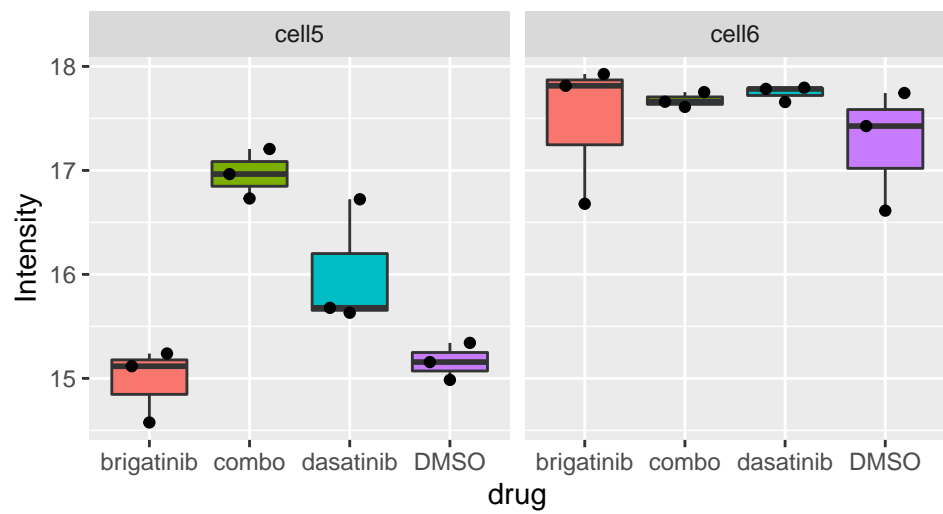 cell5 cell6
18
17
16
15
Intensity
brigatinib combo dasatinib DMSO brigatinib combo dasatinib DMSO
drug